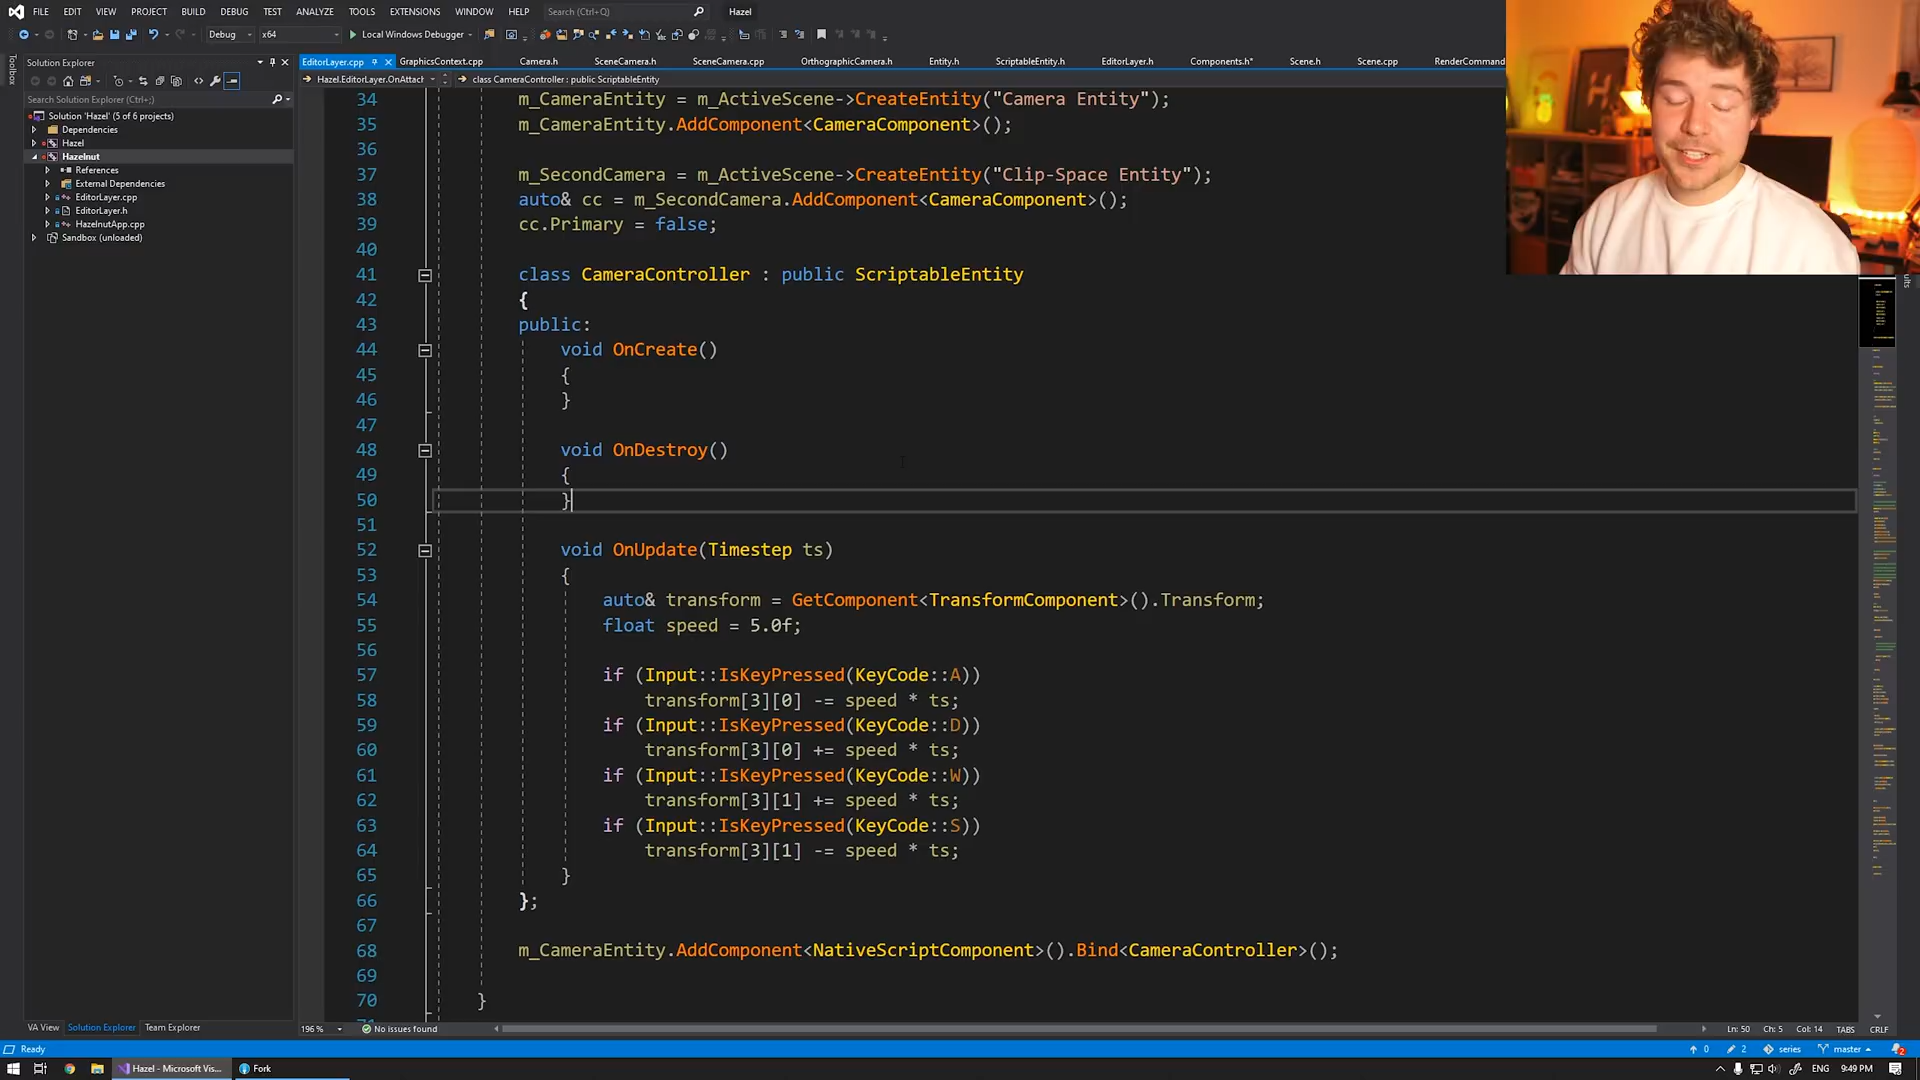 FILE EDIT VIEW PROJECT BUILD DEBUG TEST ANALYZE TOOLS EXTENSIONS WINDOW HELP Search (Ctrl+Q) Hazel
Debug x64 Local Windows Debugger
Toolbox
Solution Explorer
Search Solution Explorer (Ctrl+;)
Solution 'Hazel' (5 of 6 projects)
Dependencies
Hazel
Hazelnut
References
External Dependencies
EditorLayer.cpp
EditorLayer.h
HazelnutApp.cpp
Sandbox (unloaded)
VA View Solution Explorer Team Explorer
EditorLayer.cpp GraphicsContext.cpp Camera.h SceneCamera.h SceneCamera.cpp OrthographicCamera.h Entity.h ScriptableEntity.h EditorLayer.h Components.h* Scene.h Scene.cpp RenderCommand
Hazel.EditorLayer.OnAttach class CameraController : public ScriptableEntity
34 m_CameraEntity = m_ActiveScene->CreateEntity("Camera Entity");
35 m_CameraEntity.AddComponent<CameraComponent>();
36
37 m_SecondCamera = m_ActiveScene->CreateEntity("Clip-Space Entity");
38 auto& cc = m_SecondCamera.AddComponent<CameraComponent>();
39 cc.Primary = false;
40
41 class CameraController : public ScriptableEntity
42 {
43 public:
44 void OnCreate()
45 {
46 }
47
48 void OnDestroy()
49 {
50 }
51
52 void OnUpdate(Timestep ts)
53 {
54 auto& transform = GetComponent<TransformComponent>().Transform;
55 float speed = 5.0f;
56
57 if (Input::IsKeyPressed(KeyCode::A))
58 transform[3][0] -= speed * ts;
59 if (Input::IsKeyPressed(KeyCode::D))
60 transform[3][0] += speed * ts;
61 if (Input::IsKeyPressed(KeyCode::W))
62 transform[3][1] += speed * ts;
63 if (Input::IsKeyPressed(KeyCode::S))
64 transform[3][1] -= speed * ts;
65 }
66 };
67
68 m_CameraEntity.AddComponent<NativeScriptComponent>().Bind<CameraController>();
69
70 }
196 % No issues found Ln: 50 Ch: 5 Col: 14 TABS CRLF
Ready 0 2 series master 2
Hazel - Microsoft Vis... Fork ENG 9:49 PM